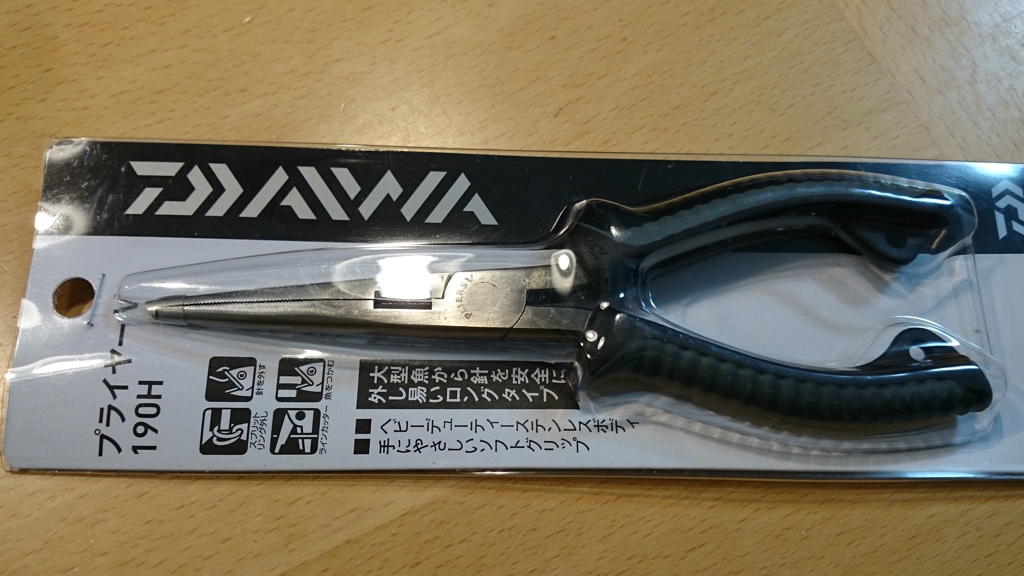 DAIWA
プライヤー
190H
針を外す
魚をつかむ
スプリット
リング外し
ラインカッター
大型魚から針を安全に
外し易いロングタイプ
■ヘビーデューティーステンレスボディ
■手にやさしいソフトグリップ